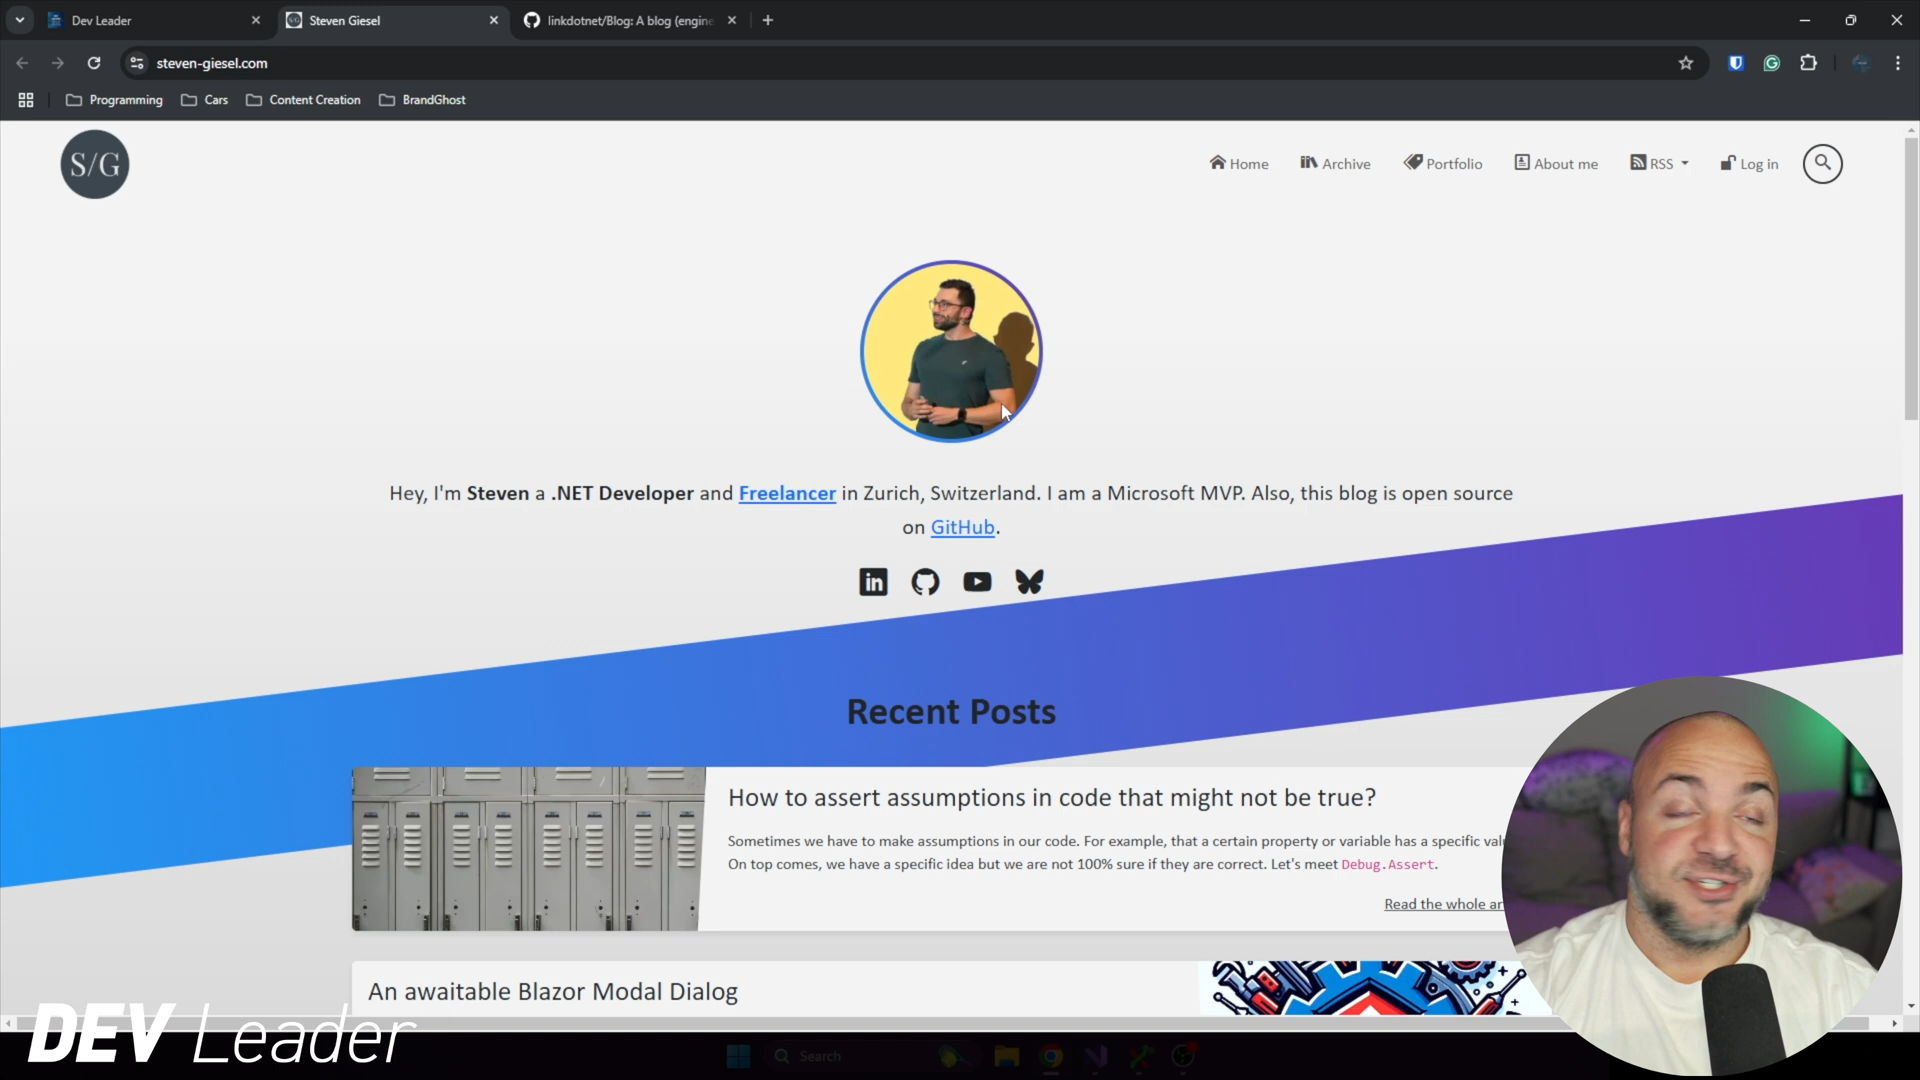 Dev Leader
Steven Giesel
linkdotnet/Blog: A blog (engine
steven-giesel.com
Programming
Cars
Content Creation
BrandGhost
S/G
Home
Archive
Portfolio
About me
RSS
Log in
Hey, I'm Steven a .NET Developer and Freelancer in Zurich, Switzerland. I am a Microsoft MVP. Also, this blog is open source
on GitHub.
Recent Posts
How to assert assumptions in code that might not be true?
Sometimes we have to make assumptions in our code. For example, that a certain property or variable has a specific valu
On top comes, we have a specific idea but we are not 100% sure if they are correct. Let's meet Debug.Assert.
Read the whole ar
An awaitable Blazor Modal Dialog
DEV Leader
Search